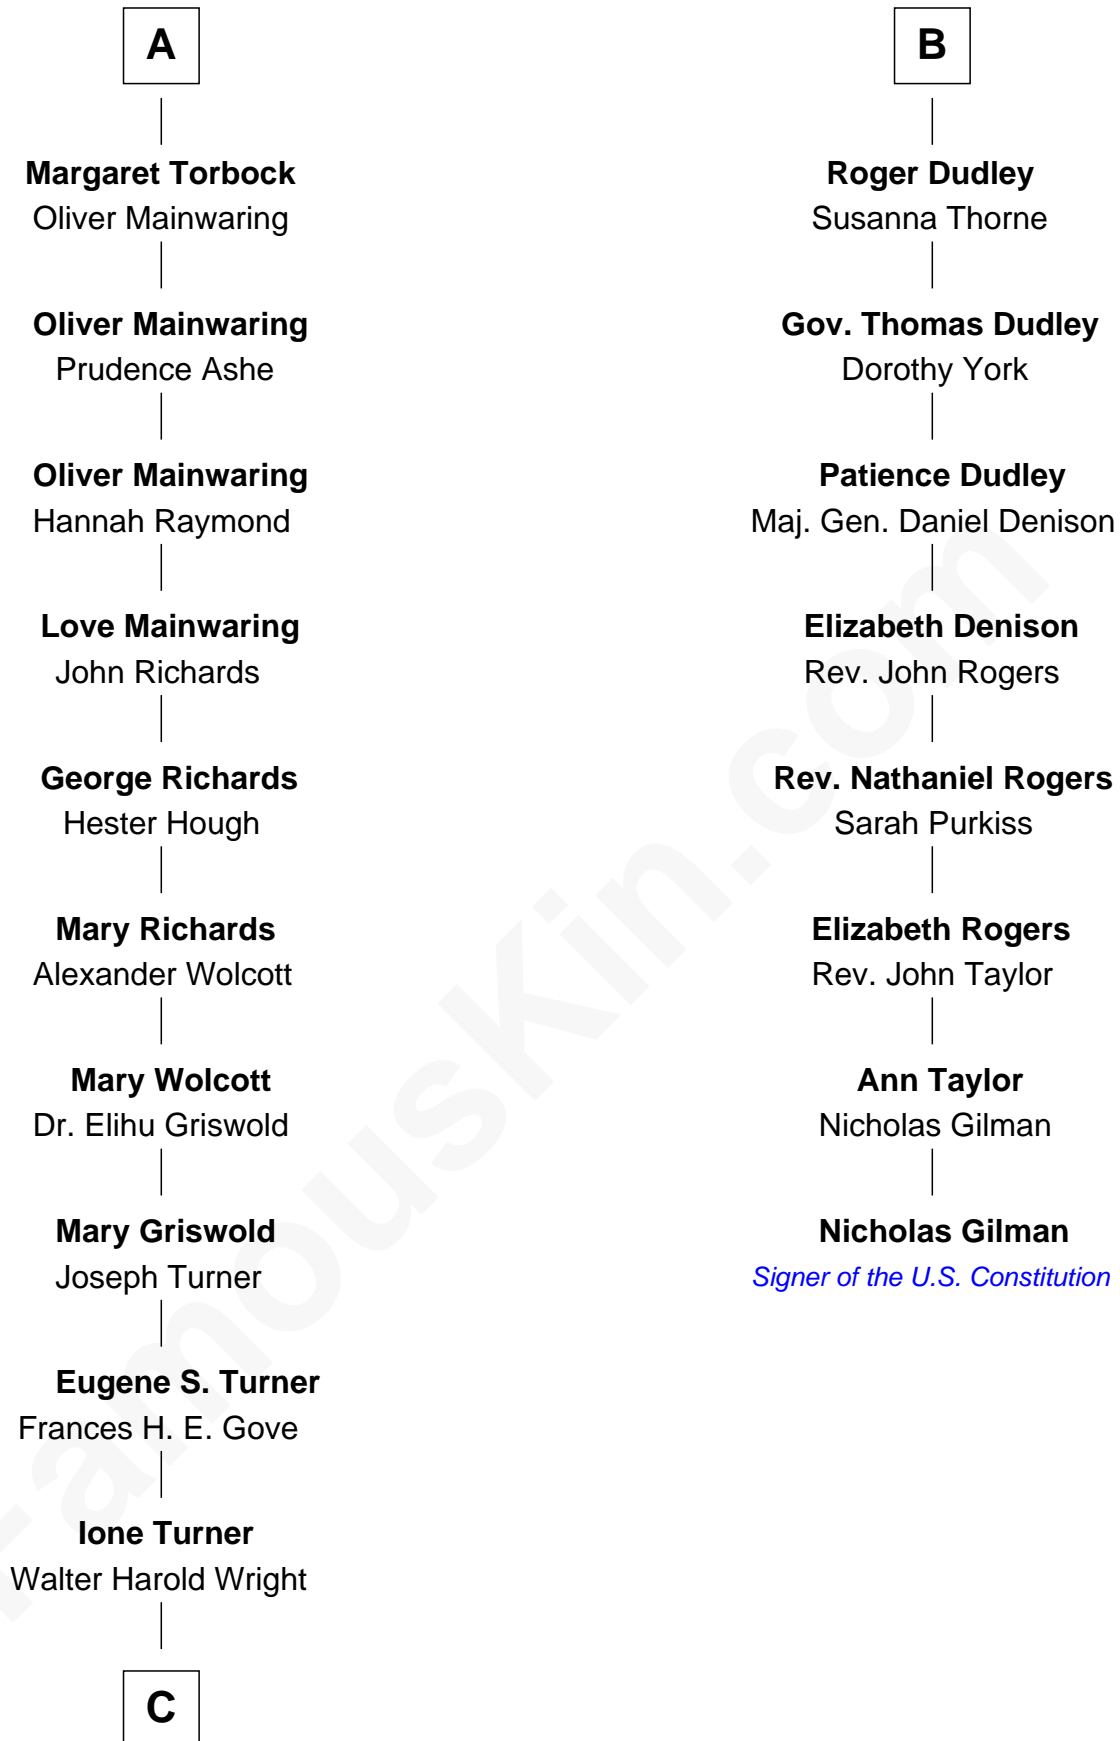 A
Margaret Torbock
Oliver Mainwaring
Oliver Mainwaring
Prudence Ashe
Oliver Mainwaring
Hannah Raymond
Love Mainwaring
John Richards
George Richards
Hester Hough
Mary Richards
Alexander Wolcott
Mary Wolcott
Dr. Elihu Griswold
Mary Griswold
Joseph Turner
Eugene S. Turner
Frances H. E. Gove
Ione Turner
Walter Harold Wright
C
B
Roger Dudley
Susanna Thorne
Gov. Thomas Dudley
Dorothy York
Patience Dudley
Maj. Gen. Daniel Denison
Elizabeth Denison
Rev. John Rogers
Rev. Nathaniel Rogers
Sarah Purkiss
Elizabeth Rogers
Rev. John Taylor
Ann Taylor
Nicholas Gilman
Nicholas Gilman
Signer of the U.S. Constitution
FamousKin.com